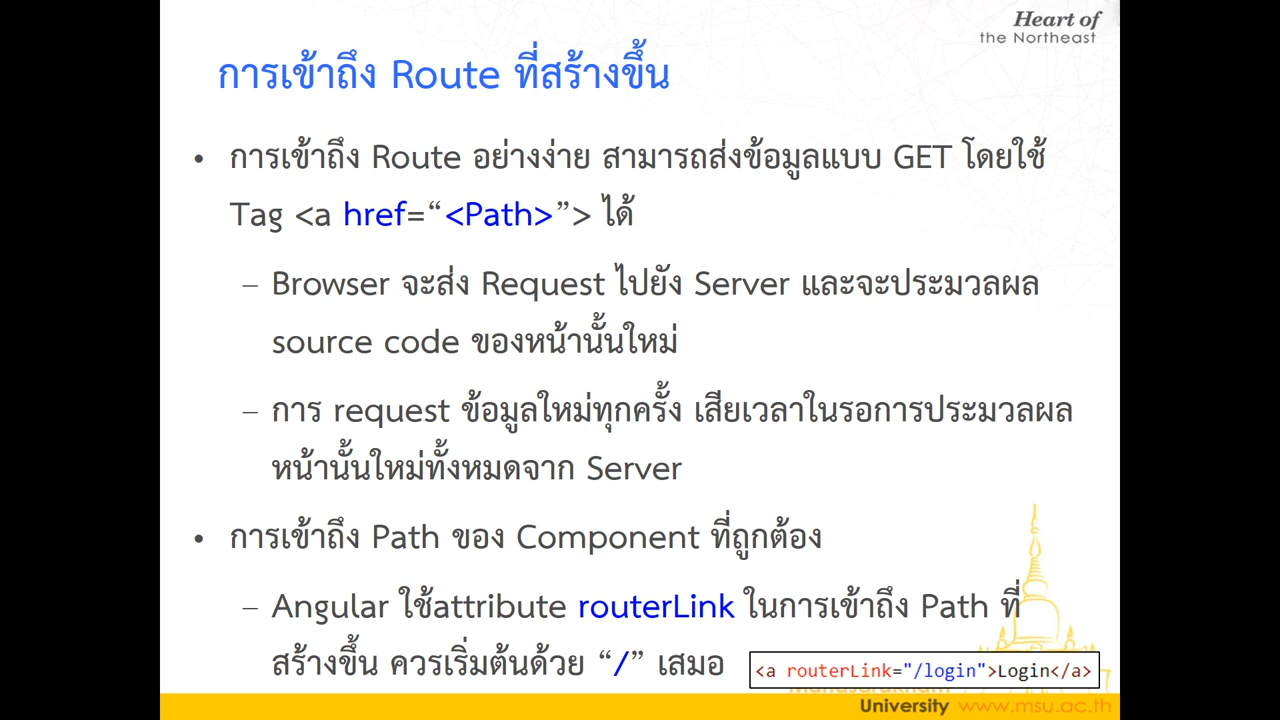 Heart of
the Northeast
การเข้าถึง Route ที่สร้างขึ้น
• การเข้าถึง Route อย่างง่าย สามารถส่งข้อมูลแบบ GET โดยใช้
Tag <a href=“<Path>”> ได้
– Browser จะส่ง Request ไปยัง Server และจะประมวลผล
source code ของหน้านั้นใหม่
– การ request ข้อมูลใหม่ทุกครั้ง เสียเวลาในรอการประมวลผล
หน้านั้นใหม่ทั้งหมดจาก Server
• การเข้าถึง Path ของ Component ที่ถูกต้อง
– Angular ใช้attribute routerLink ในการเข้าถึง Path ที่
สร้างขึ้น ควรเริ่มต้นด้วย “/” เสมอ
<a routerLink="/login">Login</a>
University www.msu.ac.th